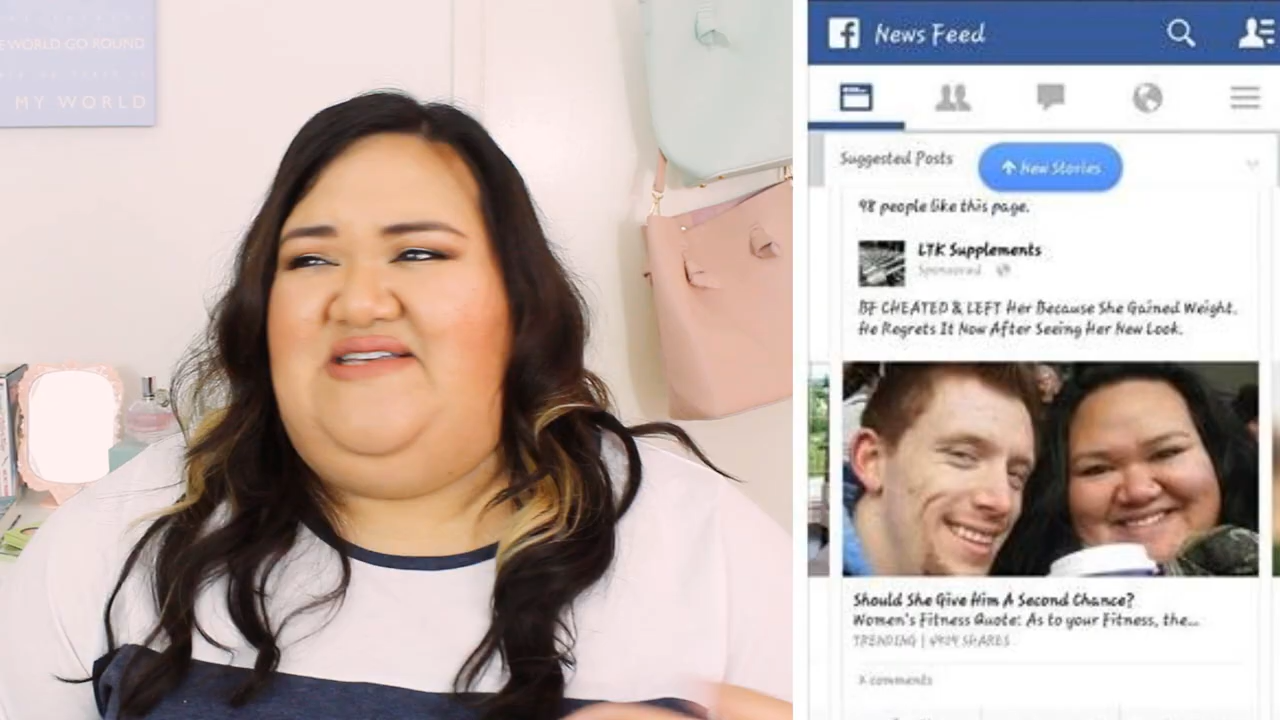 WORLD GO ROUND
MY WORLD
News Feed
Suggested Posts
New Stories
98 people like this page.
LTK Supplements
Sponsored
BF CHEATED & LEFT Her Because She Gained Weight.
He Regrets It Now After Seeing Her New Look.
Should She Give Him A Second Chance?
Women's Fitness Quote: As to your Fitness, the...
TRENDING | 4904 SHARES
comments